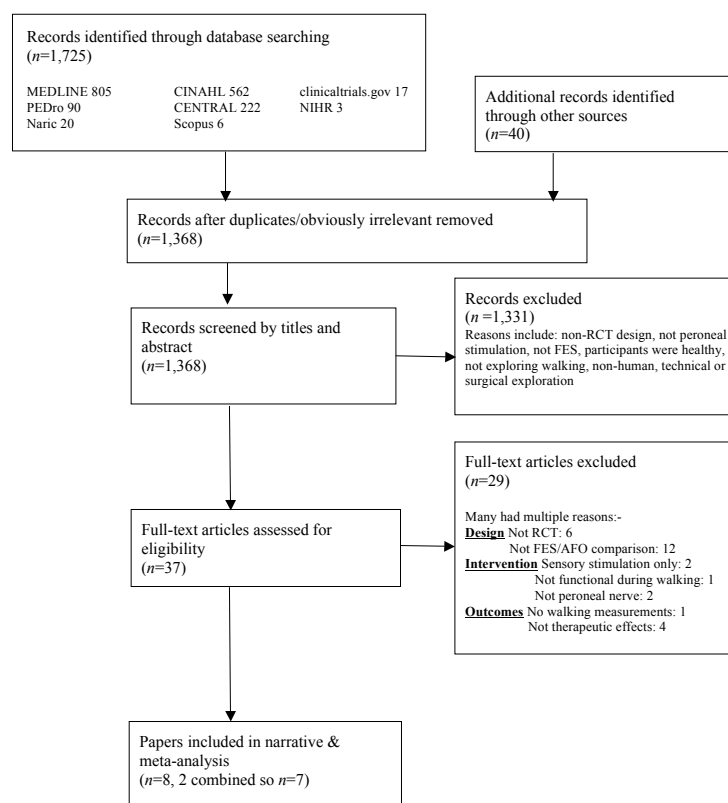 Records identified through database searching
(n=1,725)
MEDLINE 805 CINAHL 562 clinicaltrials.gov 17
PEDro 90 CENTRAL 222 NIHR 3
Naric 20 Scopus 6
Additional records identified
through other sources
(n=40)
Records after duplicates/obviously irrelevant removed
(n=1,368)
Records screened by titles and
abstract
(n=1,368)
Records excluded
(n =1,331)
Reasons include: non-RCT design, not peroneal
stimulation, not FES, participants were healthy,
not exploring walking, non-human, technical or
surgical exploration
Full-text articles assessed for
eligibility
(n=37)
Full-text articles excluded
(n=29)
Many had multiple reasons:-
Design Not RCT: 6
Not FES/AFO comparison: 12
Intervention Sensory stimulation only: 2
Not functional during walking: 1
Not peroneal nerve: 2
Outcomes No walking measurements: 1
Not therapeutic effects: 4
Papers included in narrative &
meta-analysis
(n=8, 2 combined so n=7)